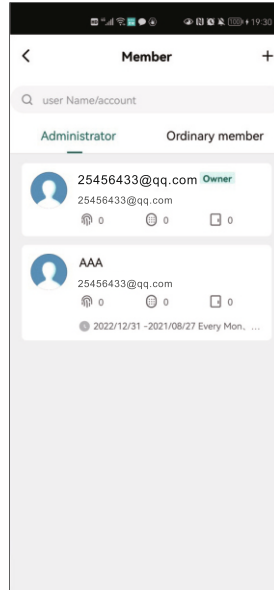 100 19:30
Member
user Name/account
Administrator
Ordinary member
25456433@qq.com Owner
25456433@qq.com
0 0 0
AAA
25456433@qq.com
0 0 0
2022/12/31 -2021/08/27 Every Mon、 ...